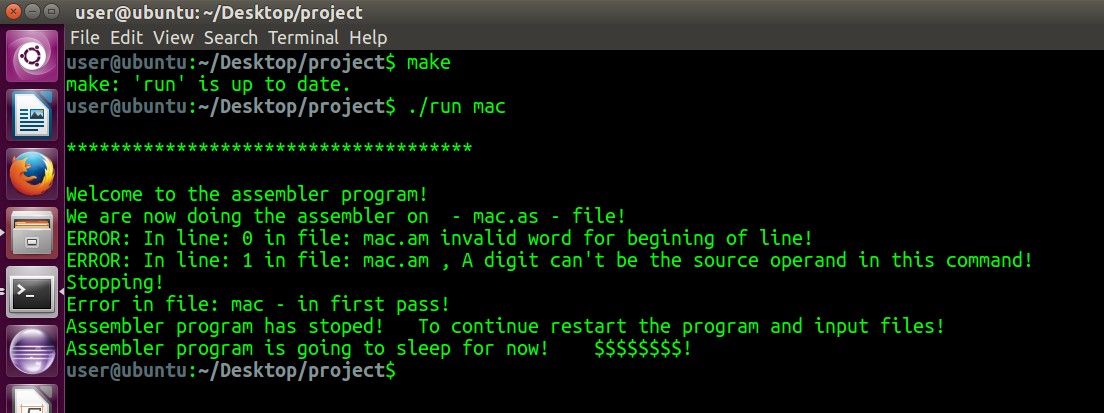 user@ubuntu: ~/Desktop/project
File Edit View Search Terminal Help
user@ubuntu:~/Desktop/project$ make
make: 'run' is up to date.
user@ubuntu:~/Desktop/project$ ./run mac
*************************************
Welcome to the assembler program!
We are now doing the assembler on  - mac.as - file!
ERROR: In line: 0 in file: mac.am invalid word for begining of line!
ERROR: In line: 1 in file: mac.am , A digit can't be the source operand in this command!
Stopping!
Error in file: mac - in first pass!
Assembler program has stoped!   To continue restart the program and input files!
Assembler program is going to sleep for now!    $$$$$$$$!
user@ubuntu:~/Desktop/project$